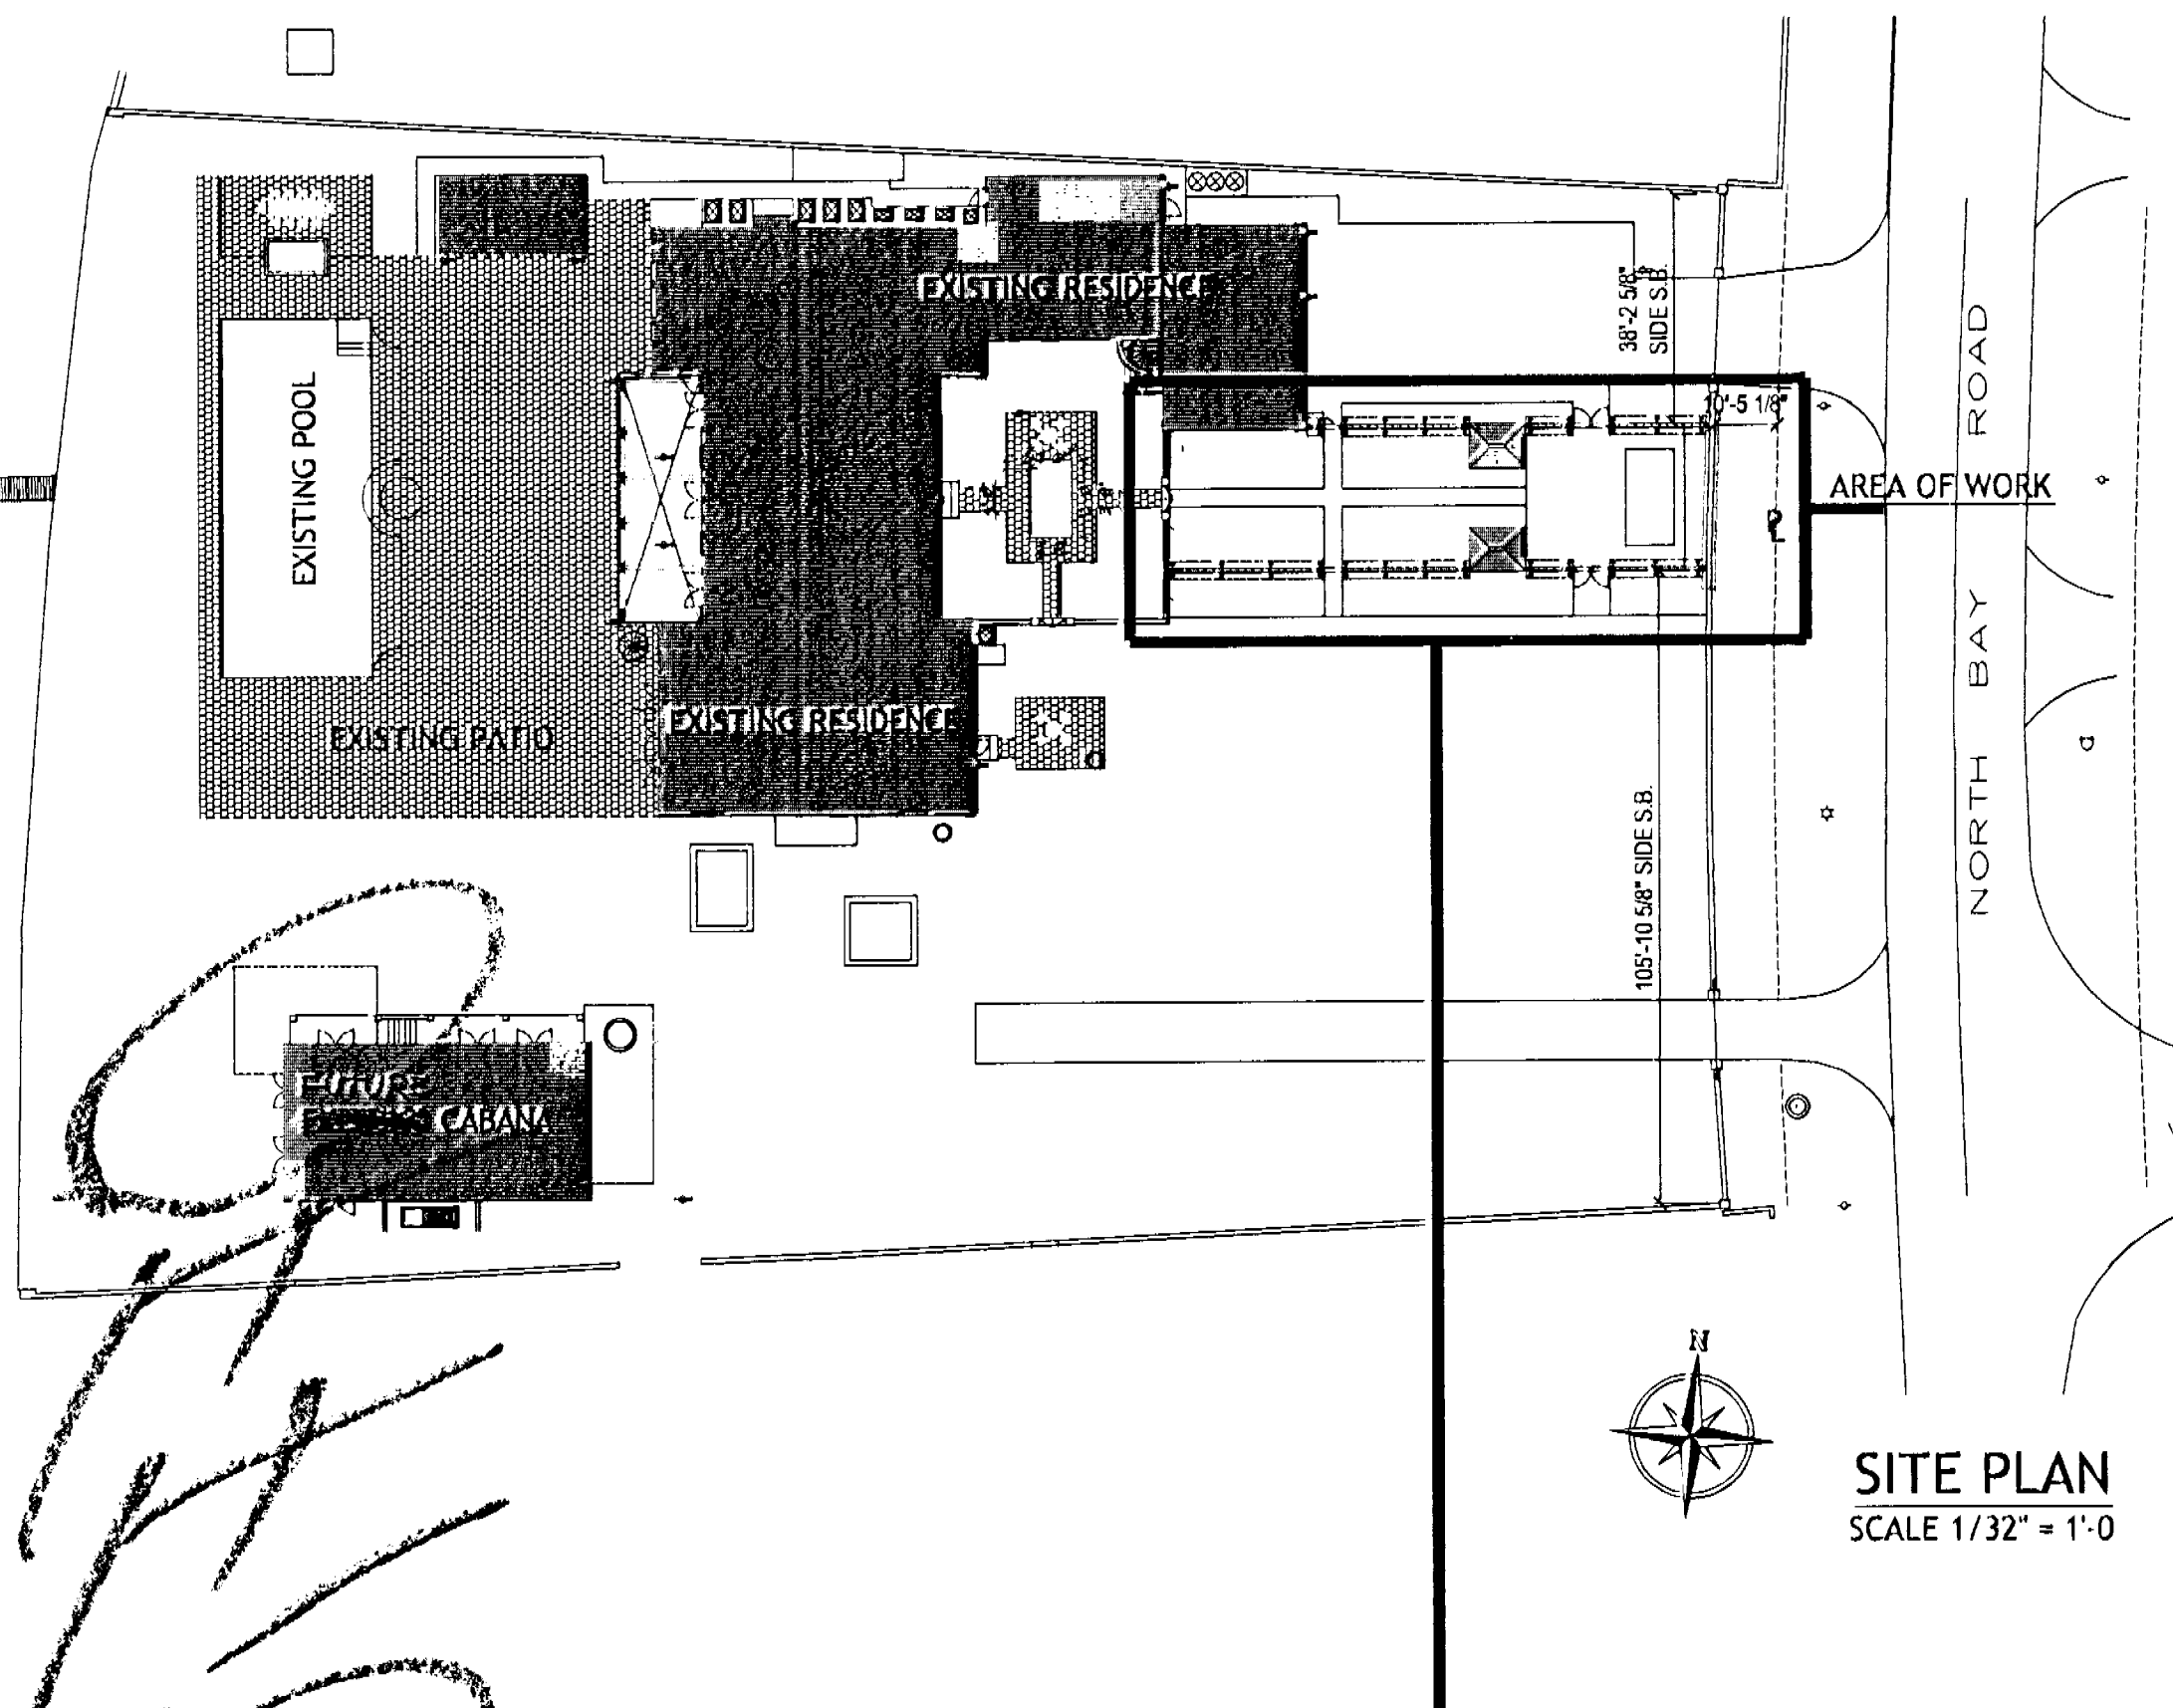 EXISTING RESIDENCE
38'-2 5/8"
SIDE S.B.
10'-5 1/8"
EXISTING POOL
NORTH BAY ROAD
AREA OF WORK
EXISTING PATIO
EXISTING RESIDENCE
105'-10 5/8" SIDE S.B.
FUTURE
CABANA
N
SITE PLAN
SCALE 1/32" = 1'-0